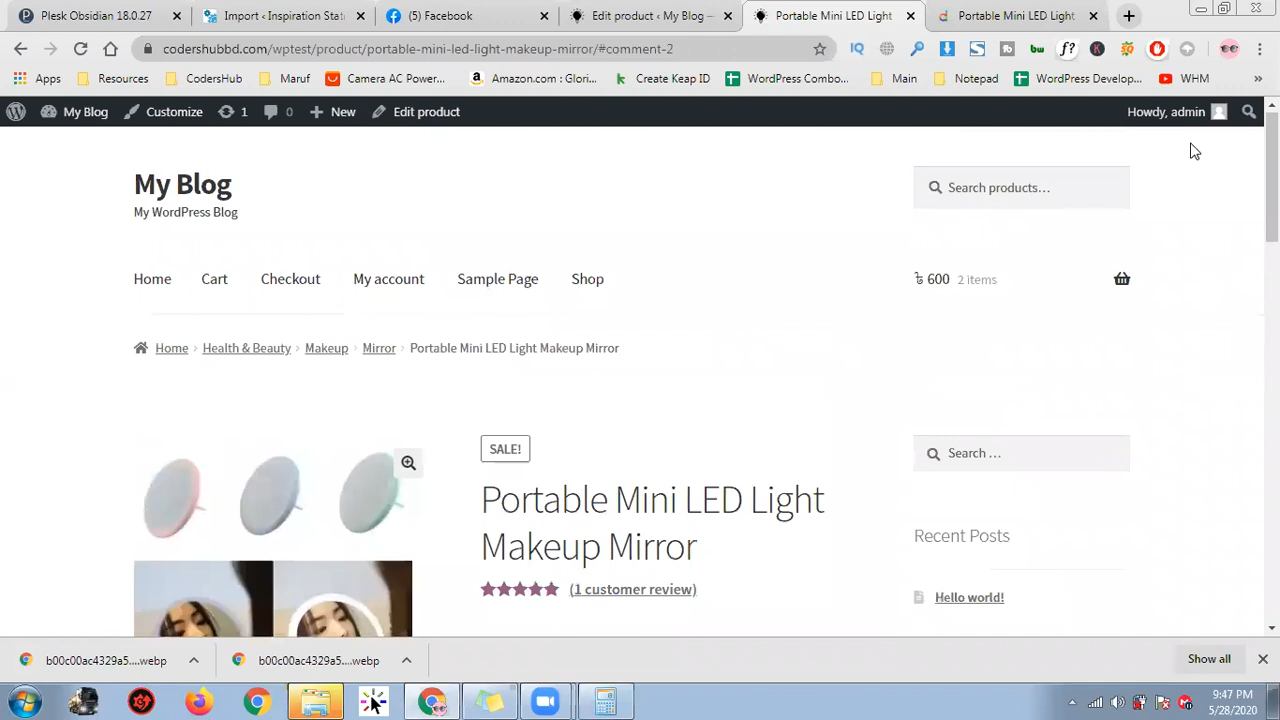 Plesk Obsidian 18.0.27
Import ‹ Inspiration Stati
(5) Facebook
Edit product ‹ My Blog —
Portable Mini LED Light
Portable Mini LED Light
codershubbd.com/wptest/product/portable-mini-led-light-makeup-mirror/#comment-2
Apps
Resources
CodersHub
Maruf
Camera AC Power...
Amazon.com : Glori...
Create Keap ID
WordPress Combo...
Main
Notepad
WordPress Develop...
WHM
My Blog
Customize
1
0
New
Edit product
Howdy, admin
My Blog
My WordPress Blog
Search products…
Home Cart Checkout My account Sample Page Shop
৳ 600 2 items
Home › Health & Beauty › Makeup › Mirror › Portable Mini LED Light Makeup Mirror
SALE!
Search …
Portable Mini LED Light
Makeup Mirror
Recent Posts
(1 customer review)
Hello world!
b00c00ac4329a5....webp
b00c00ac4329a5....webp
Show all
9:47 PM
5/28/2020